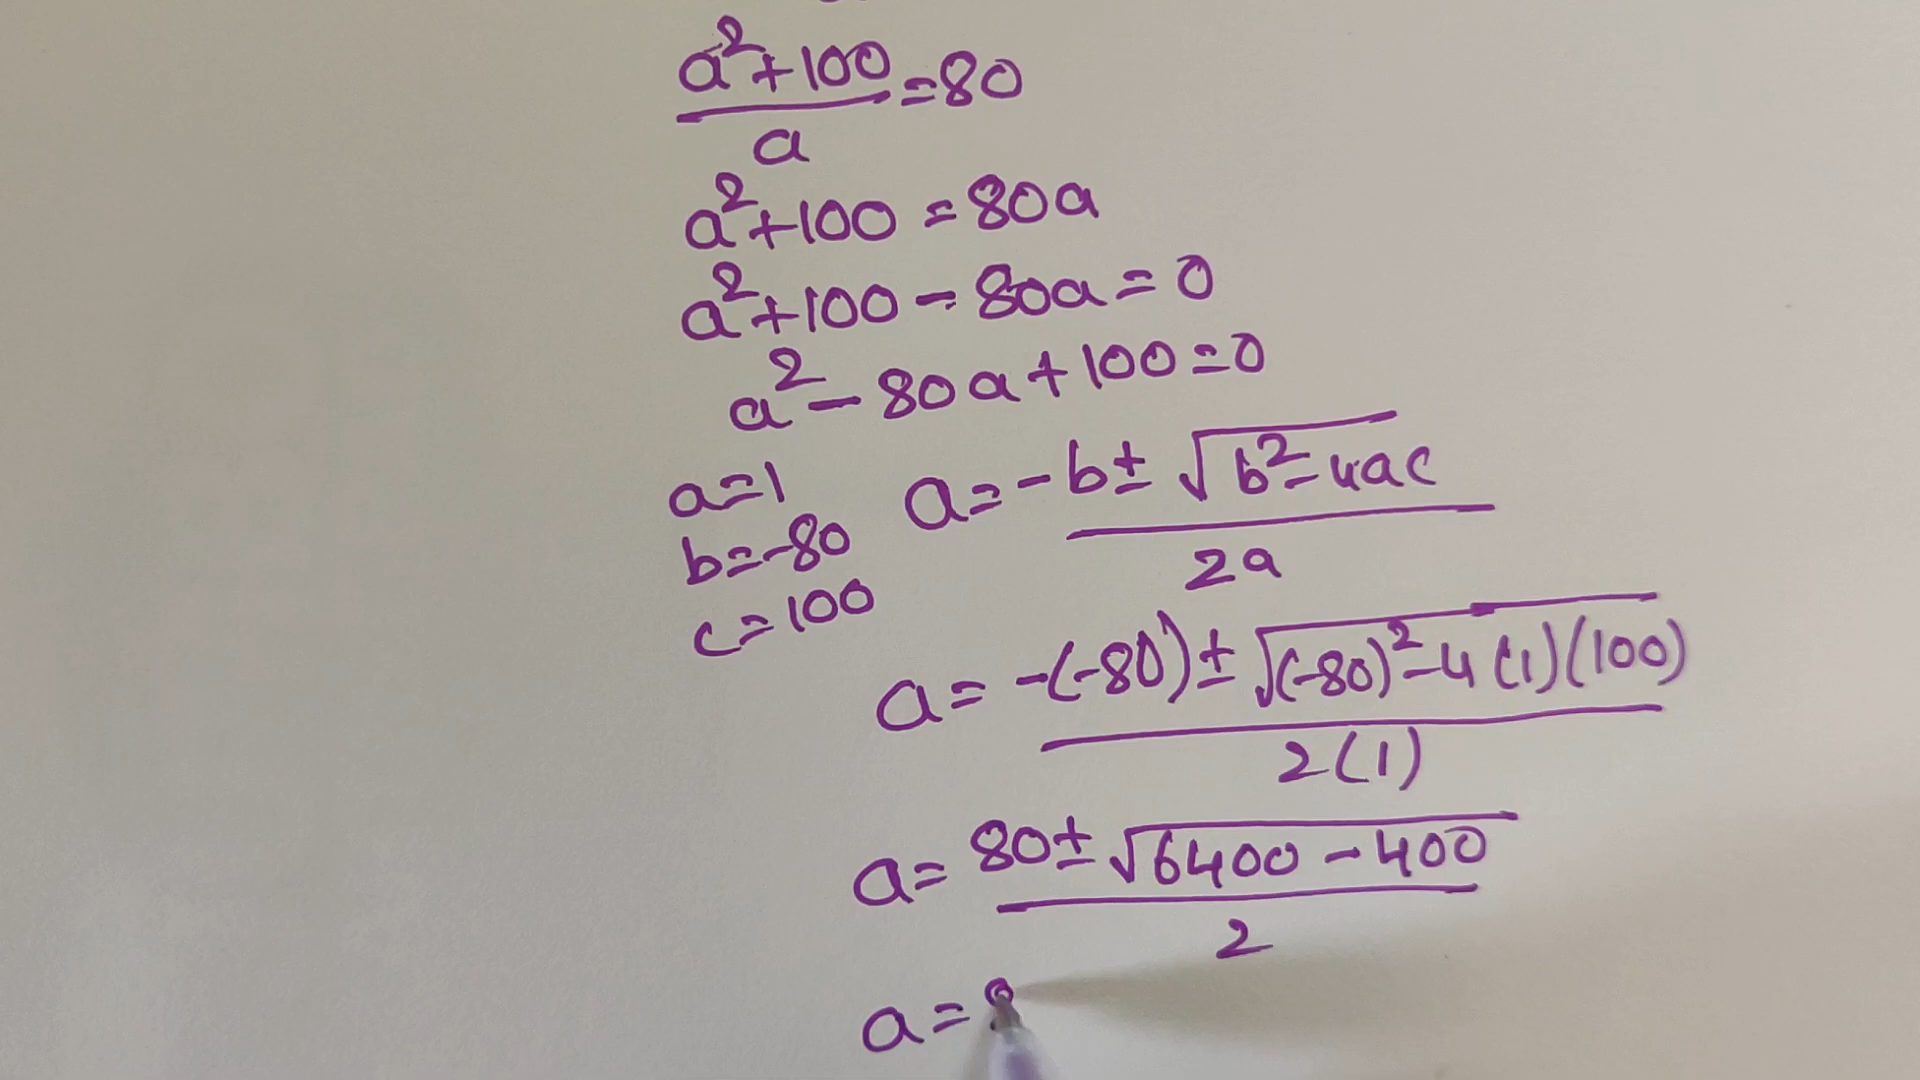 a²+100/a=80
a²+100=80a
a²+100-80a=0
a²-80a+100=0
a=1
b=-80
c=100
a=-b±√b²-4ac/2a
a=-(-80)±√(-80)²-4(1)(100)/2(1)
a=80±√6400-400/2
a=